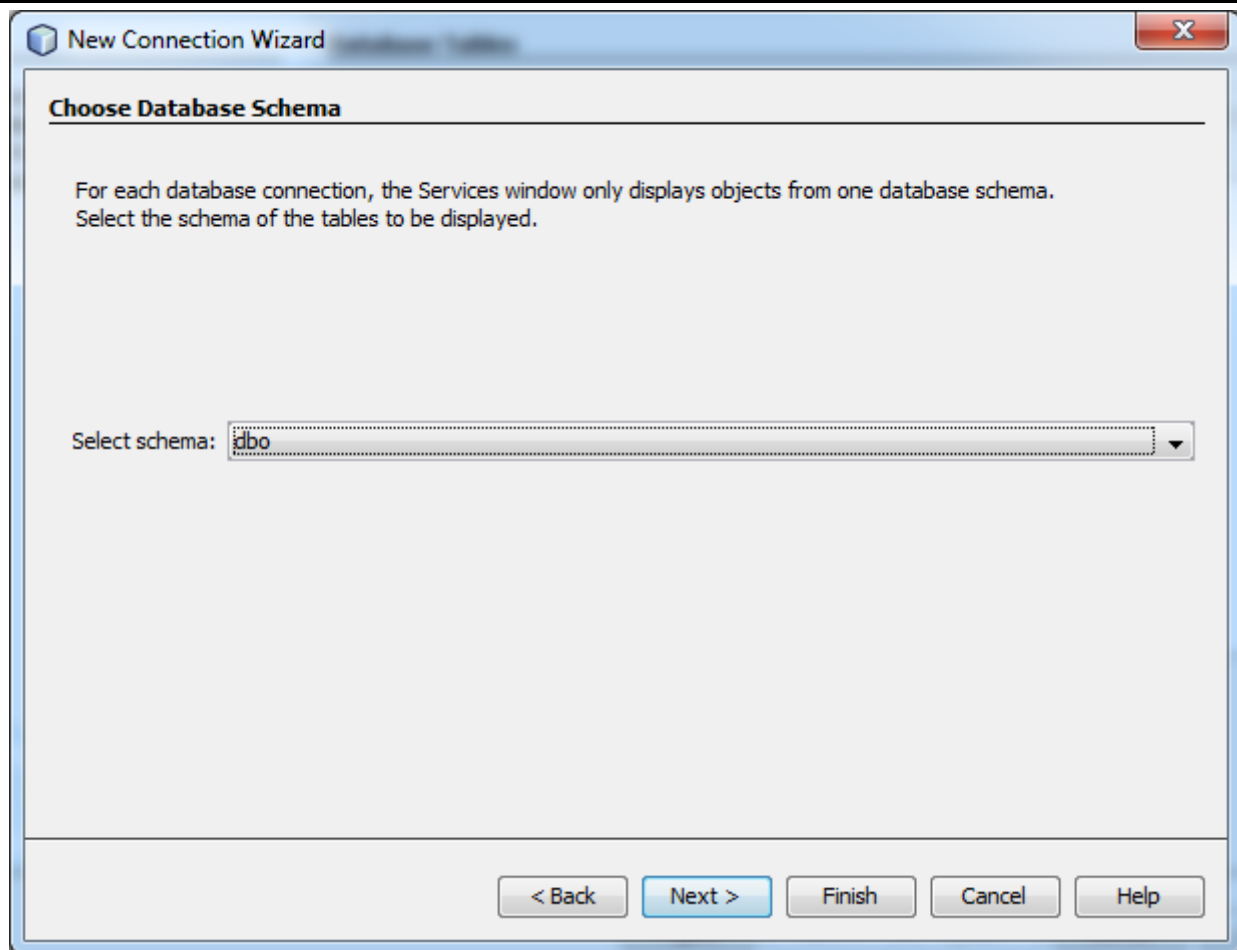 New Connection Wizard
Choose Database Schema
For each database connection, the Services window only displays objects from one database schema.
Select the schema of the tables to be displayed.
Select schema: dbo
< Back Next > Finish Cancel Help